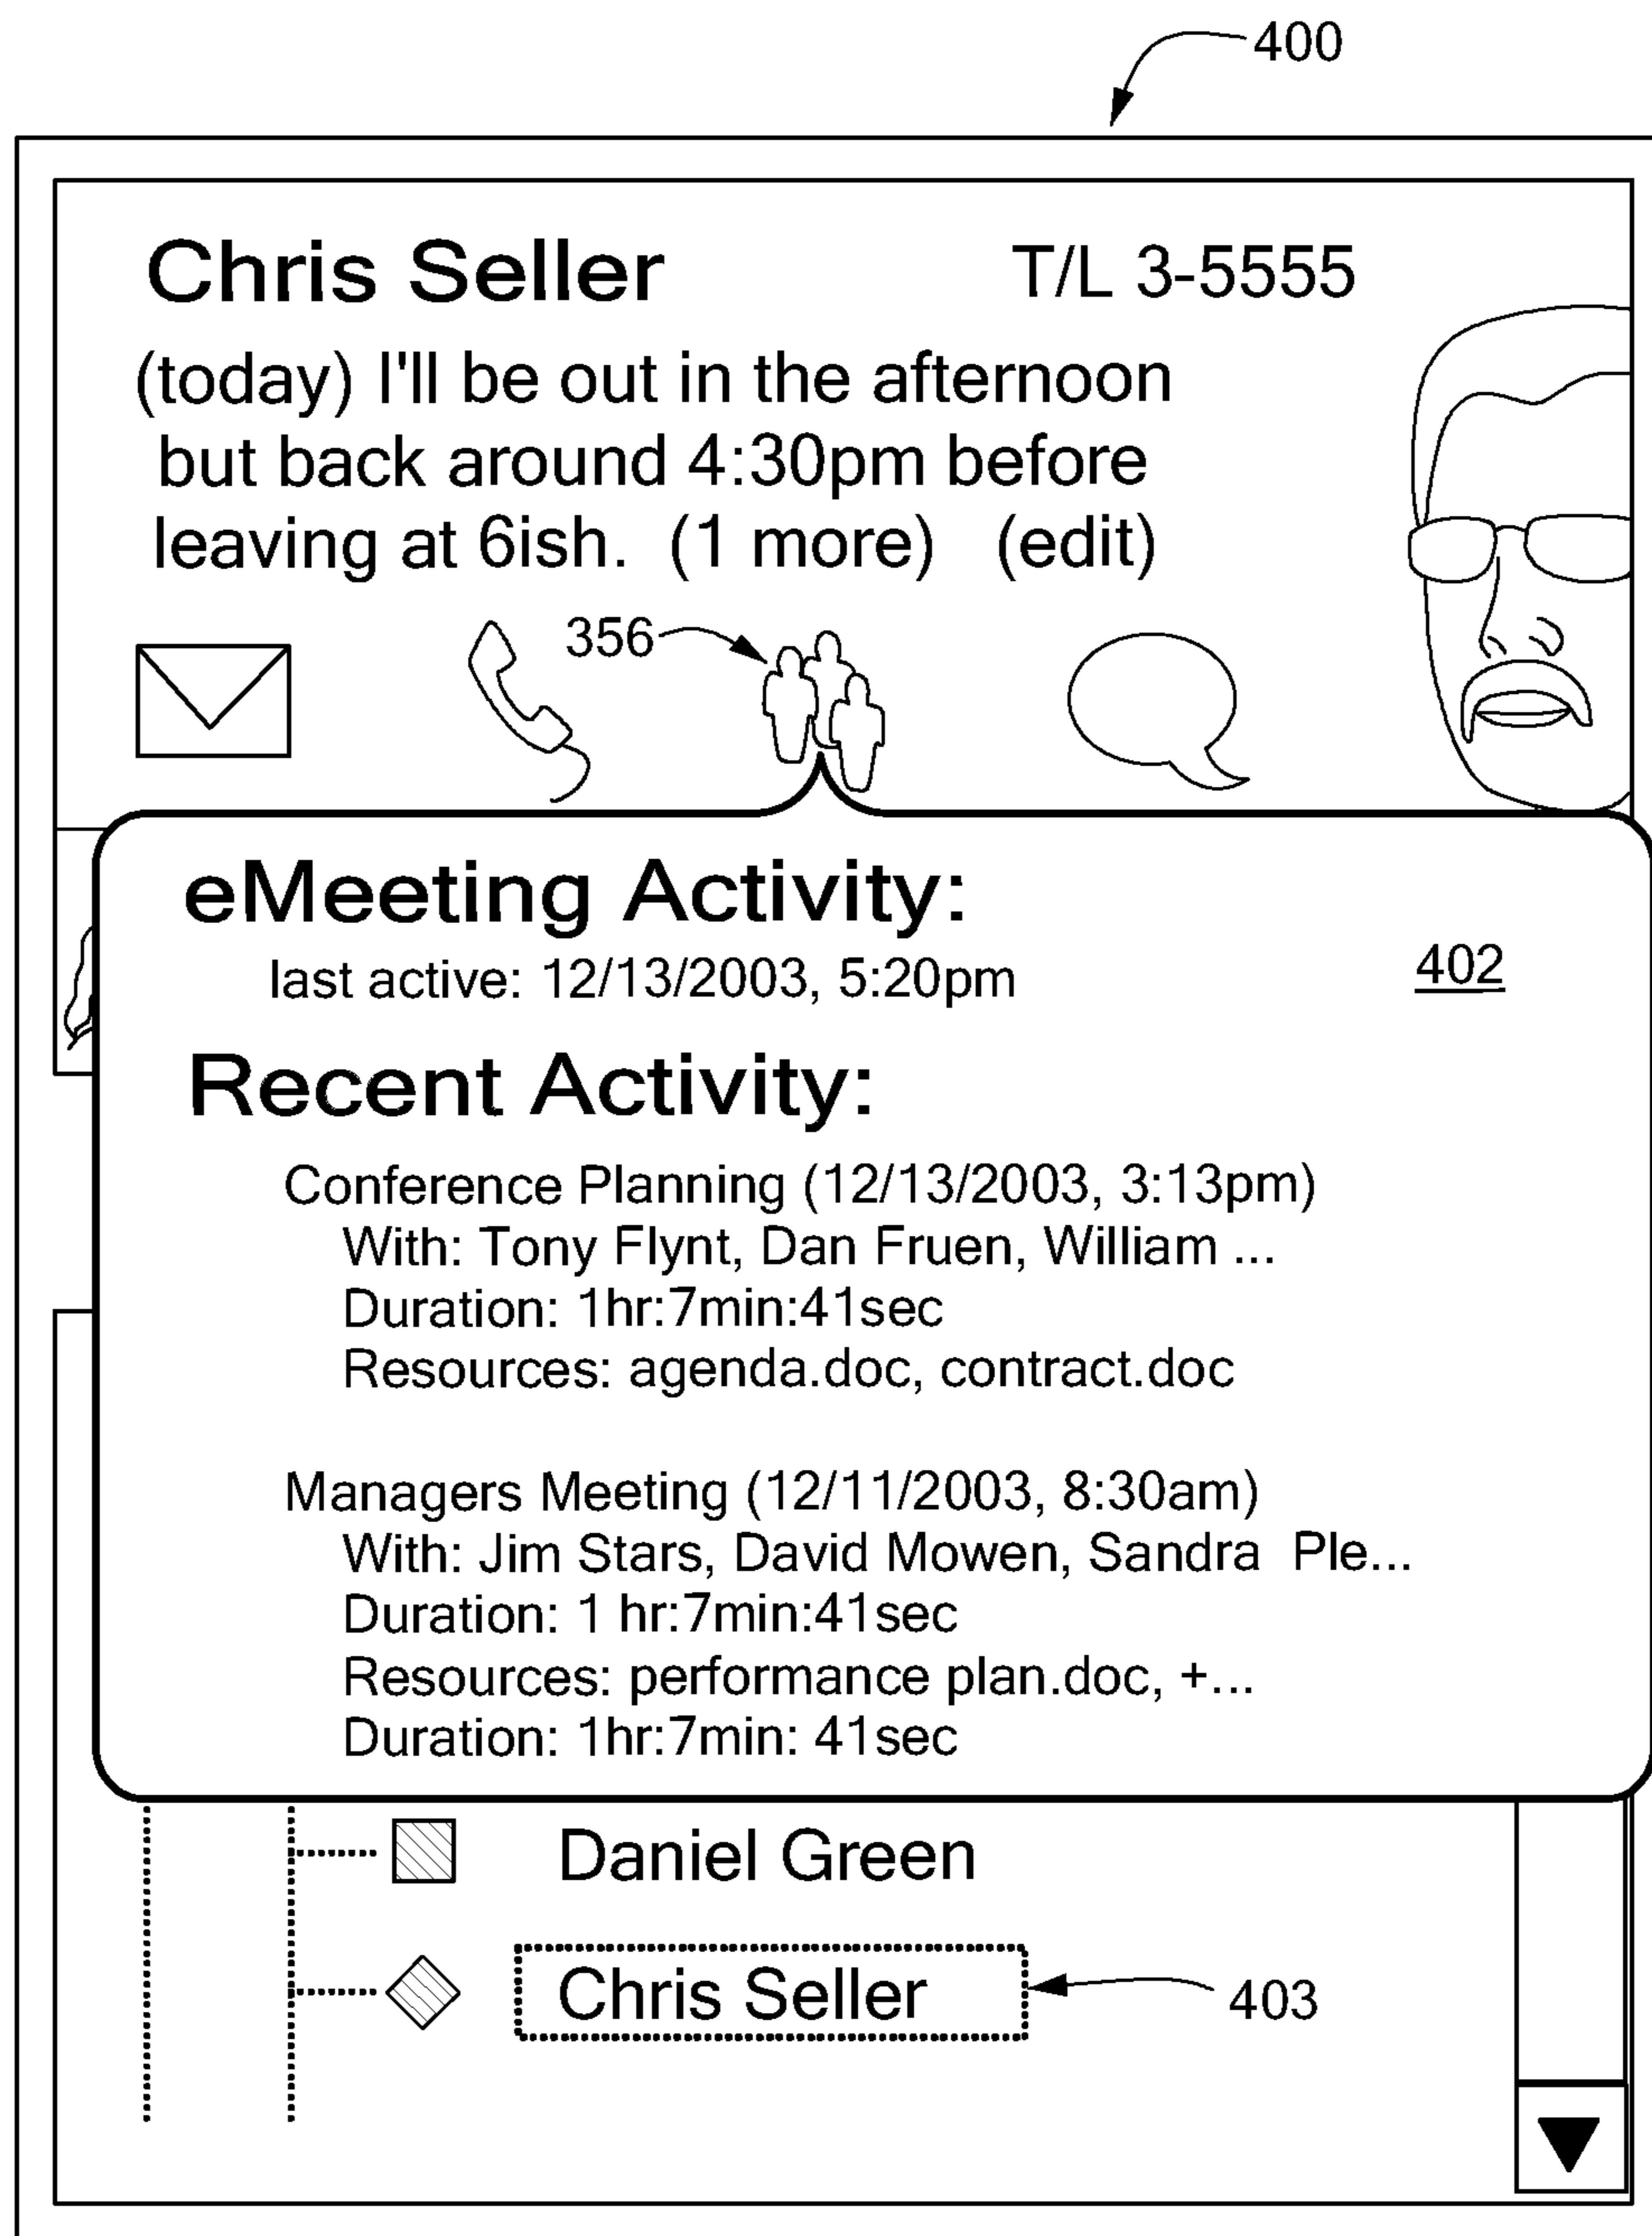 400
Chris Seller T/L 3-5555
(today) I'll be out in the afternoon
but back around 4:30pm before
leaving at 6ish. (1 more) (edit)
356
eMeeting Activity:
last active: 12/13/2003, 5:20pm 402
Recent Activity:
Conference Planning (12/13/2003, 3:13pm)
With: Tony Flynt, Dan Fruen, William ...
Duration: 1hr:7min:41sec
Resources: agenda.doc, contract.doc
Managers Meeting (12/11/2003, 8:30am)
With: Jim Stars, David Mowen, Sandra Ple...
Duration: 1 hr:7min:41sec
Resources: performance plan.doc, +...
Duration: 1hr:7min: 41sec
Daniel Green
Chris Seller 403